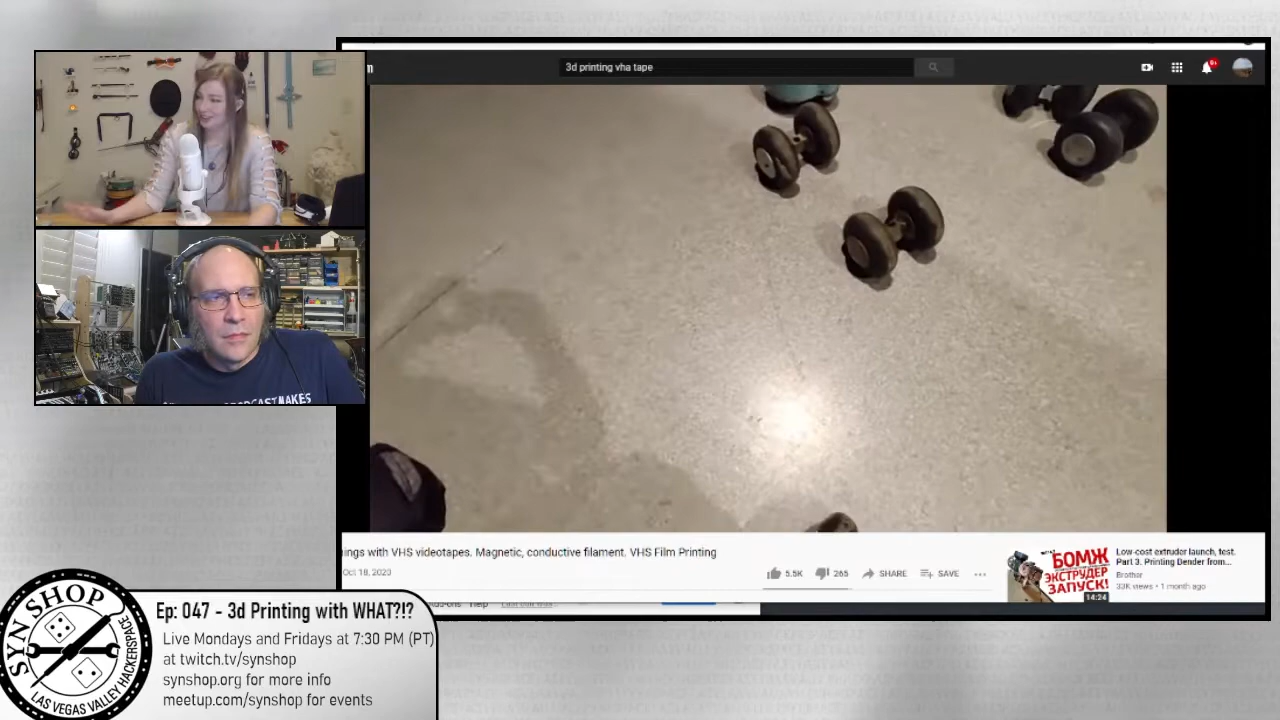 3d printing vha tape
ings with VHS videotapes. Magnetic, conductive filament. VHS Film Printing
Oct 18, 2023
5.5K
265
SHARE
SAVE
БОМЖ
ЭКСТРУДЕР
ЗАПУСК!
14:24
Low-cost extruder launch, test.
Part 3. Printing Bender from...
Brother
33K views • 1 month ago
Help
SYN SHOP
LAS VEGAS VALLEY HACKERSPACE
Ep: 047 - 3d Printing with WHAT?!?
Live Mondays and Fridays at 7:30 PM (PT)
at twitch.tv/synshop
synshop.org for more info
meetup.com/synshop for events